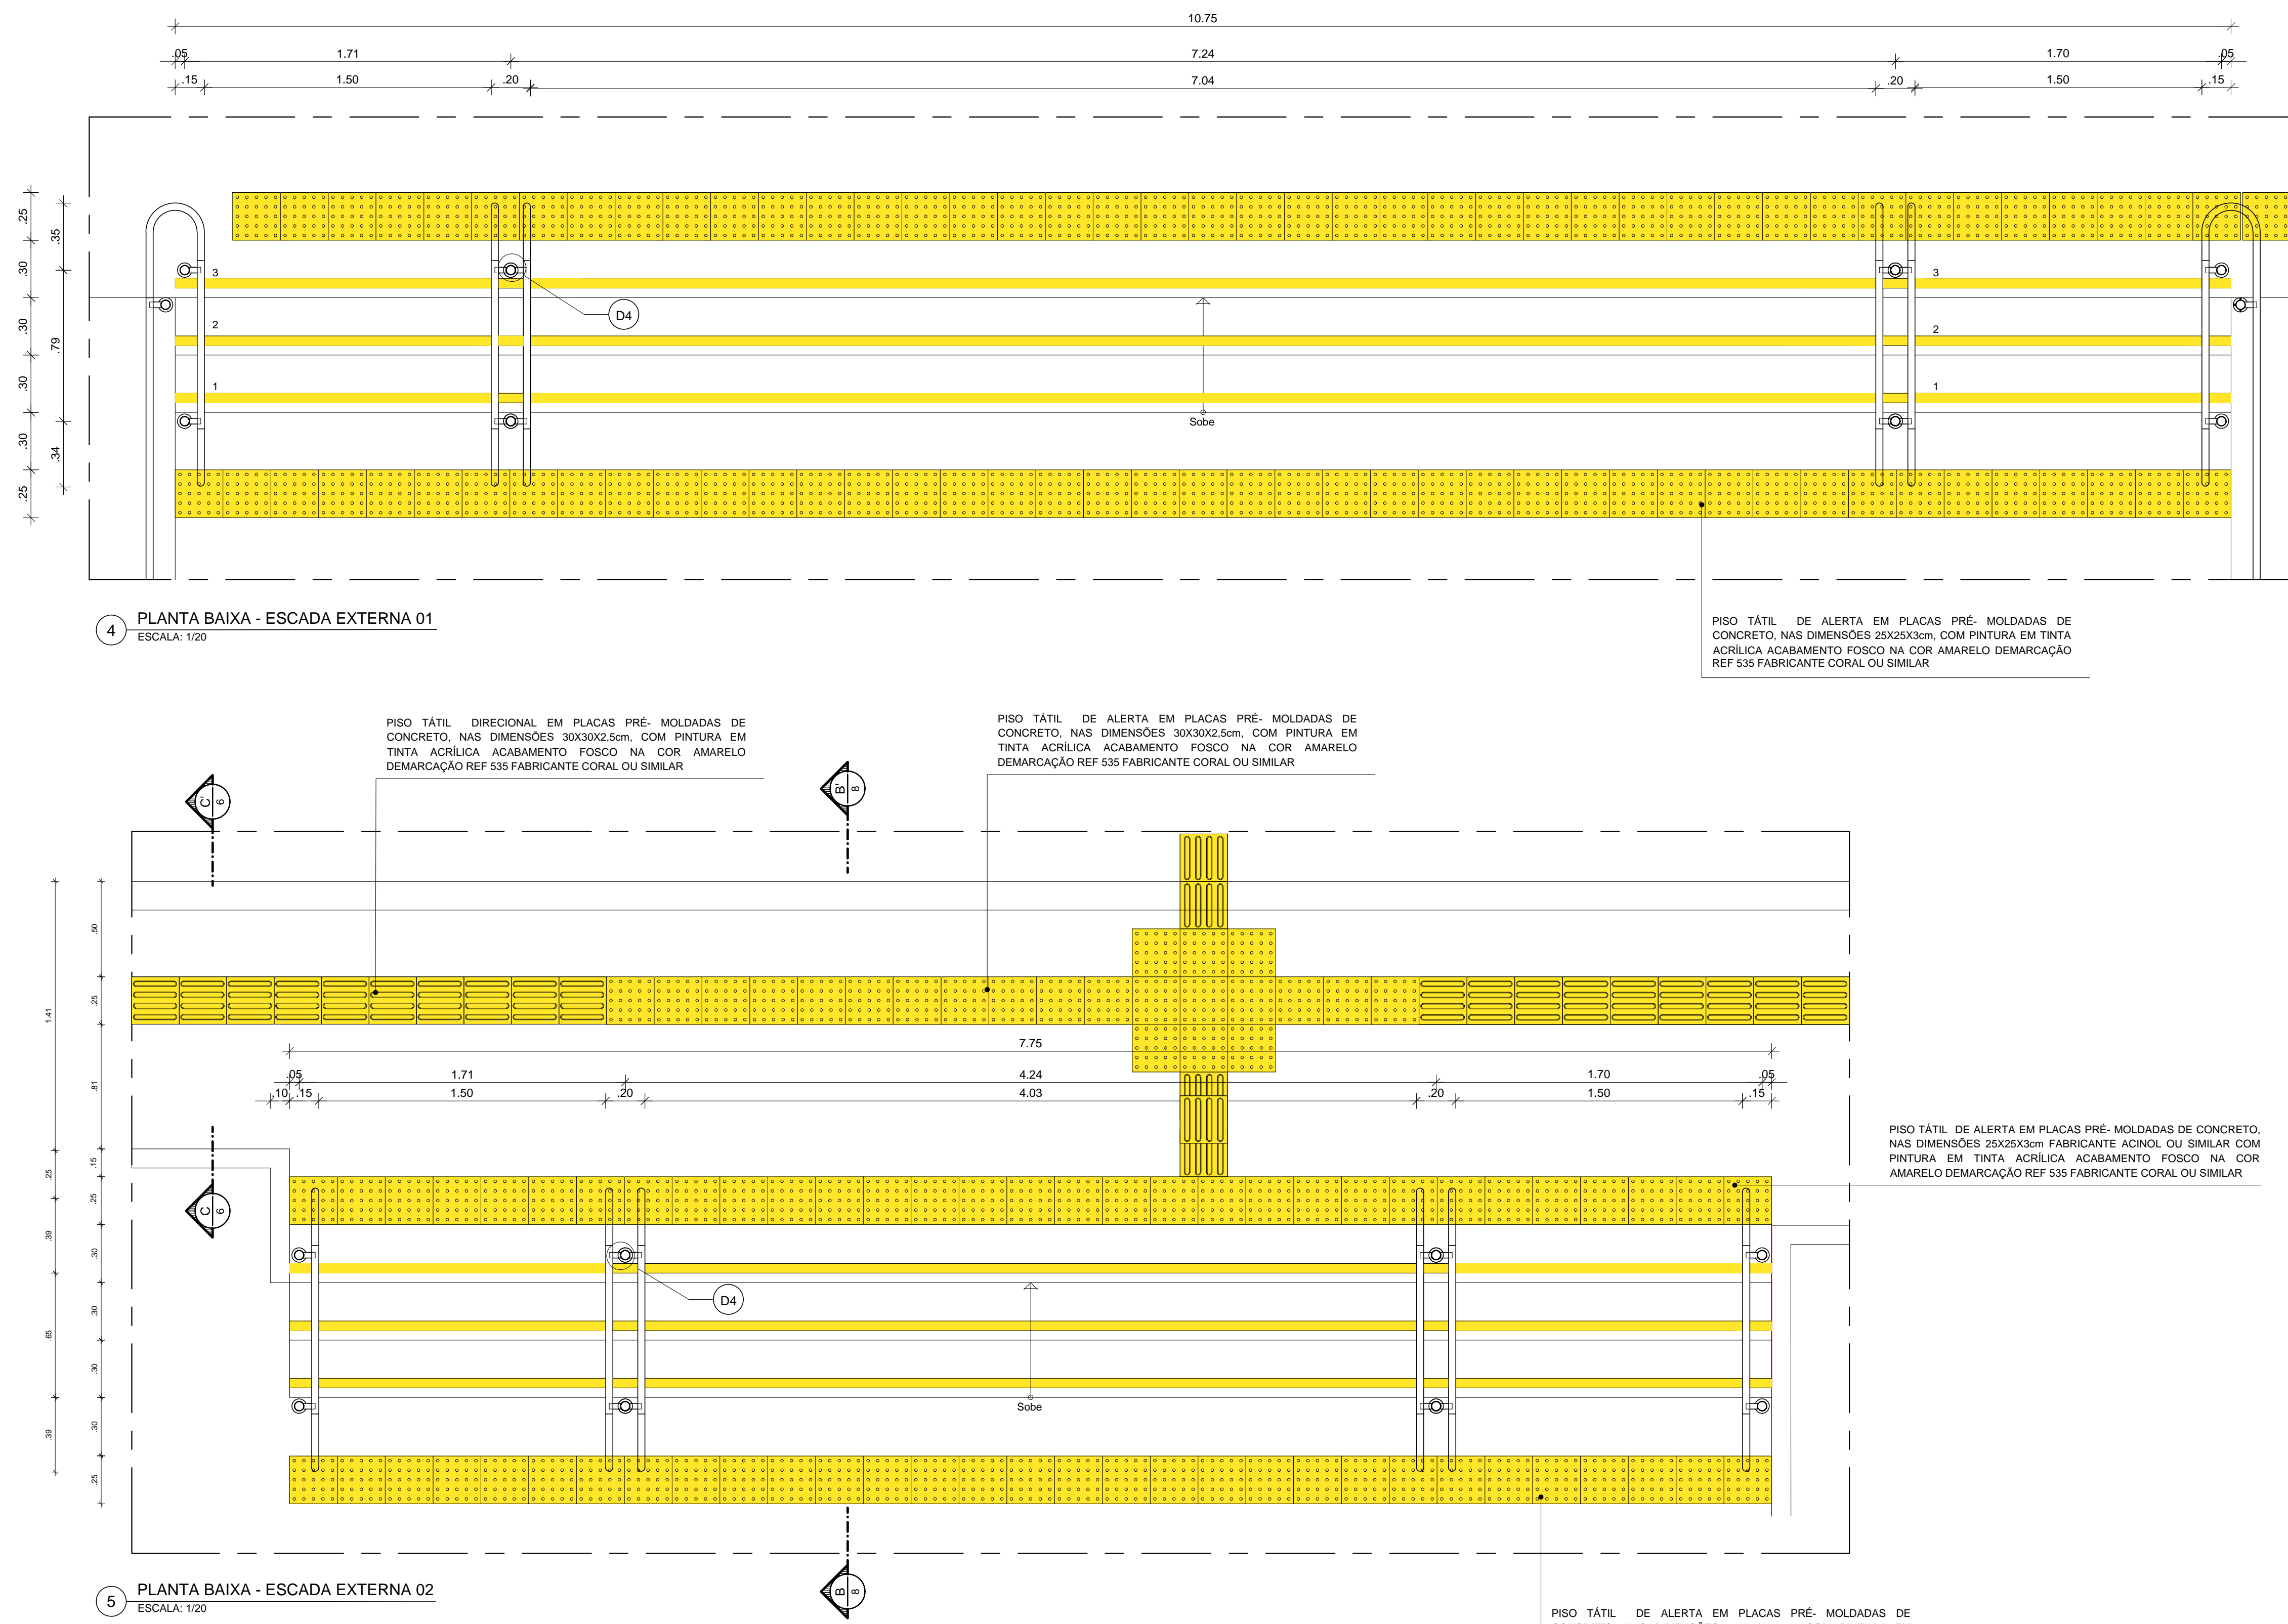 10.75
.05 1.71 7.24 1.70 .05
.15 1.50 .20 7.04 .20 1.50 .15
.25
.35
.30
3 3
.30
D4
.79
2 2
.30
1 1
.30
Sobe
.34
.25
4 PLANTA BAIXA - ESCADA EXTERNA 01
ESCALA: 1/20
PISO TÁTIL DE ALERTA EM PLACAS PRÉ- MOLDADAS DE
CONCRETO, NAS DIMENSÕES 25X25X3cm, COM PINTURA EM TINTA
ACRÍLICA ACABAMENTO FOSCO NA COR AMARELO DEMARCAÇÃO
REF 535 FABRICANTE CORAL OU SIMILAR
PISO TÁTIL DIRECIONAL EM PLACAS PRÉ- MOLDADAS DE
CONCRETO, NAS DIMENSÕES 30X30X2,5cm, COM PINTURA EM
TINTA ACRÍLICA ACABAMENTO FOSCO NA COR AMARELO
DEMARCAÇÃO REF 535 FABRICANTE CORAL OU SIMILAR
PISO TÁTIL DE ALERTA EM PLACAS PRÉ- MOLDADAS DE
CONCRETO, NAS DIMENSÕES 30X30X2,5cm, COM PINTURA EM
TINTA ACRÍLICA ACABAMENTO FOSCO NA COR AMARELO
DEMARCAÇÃO REF 535 FABRICANTE CORAL OU SIMILAR
C' 6
B' 8
.50
.25
1.41
7.75
.81
.05 1.71 4.24 1.70 .05
.10 .15 1.50 .20 4.03 .20 1.50 .15
PISO TÁTIL DE ALERTA EM PLACAS PRÉ- MOLDADAS DE CONCRETO,
NAS DIMENSÕES 25X25X3cm FABRICANTE ACINOL OU SIMILAR COM
PINTURA EM TINTA ACRÍLICA ACABAMENTO FOSCO NA COR
AMARELO DEMARCAÇÃO REF 535 FABRICANTE CORAL OU SIMILAR
.15
.25
.25
C 6
.39
.30
D4
.30
.65
.30
Sobe
.39
.30
.25
B 8
5 PLANTA BAIXA - ESCADA EXTERNA 02
ESCALA: 1/20
PISO TÁTIL DE ALERTA EM PLACAS PRÉ- MOLDADAS DE